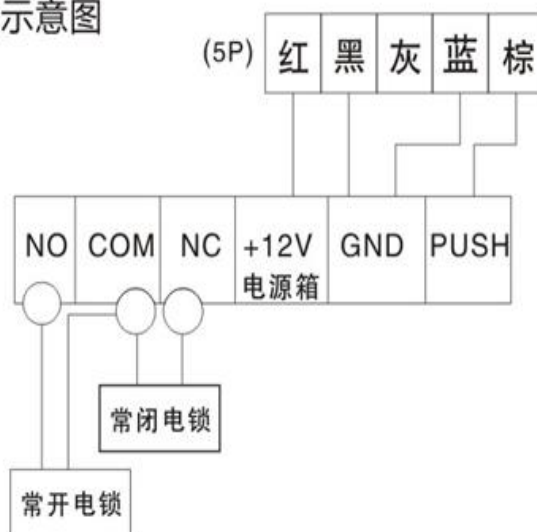 示意图
(5P) 红 黑 灰 蓝 棕
NO COM NC +12V GND PUSH
电源箱
常闭电锁
常开电锁